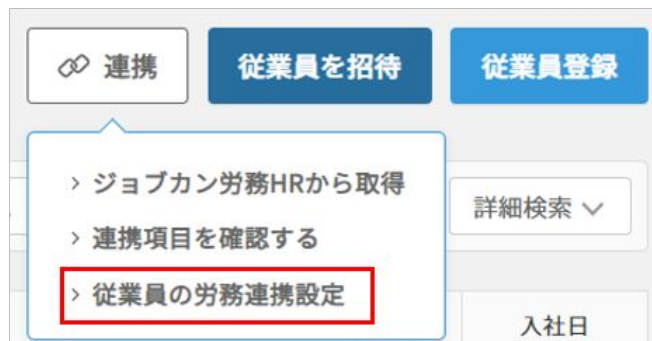 連携 従業員を招待 従業員登録
> ジョブカン労務HRから取得
詳細検索
> 連携項目を確認する
> 従業員の労務連携設定
入社日